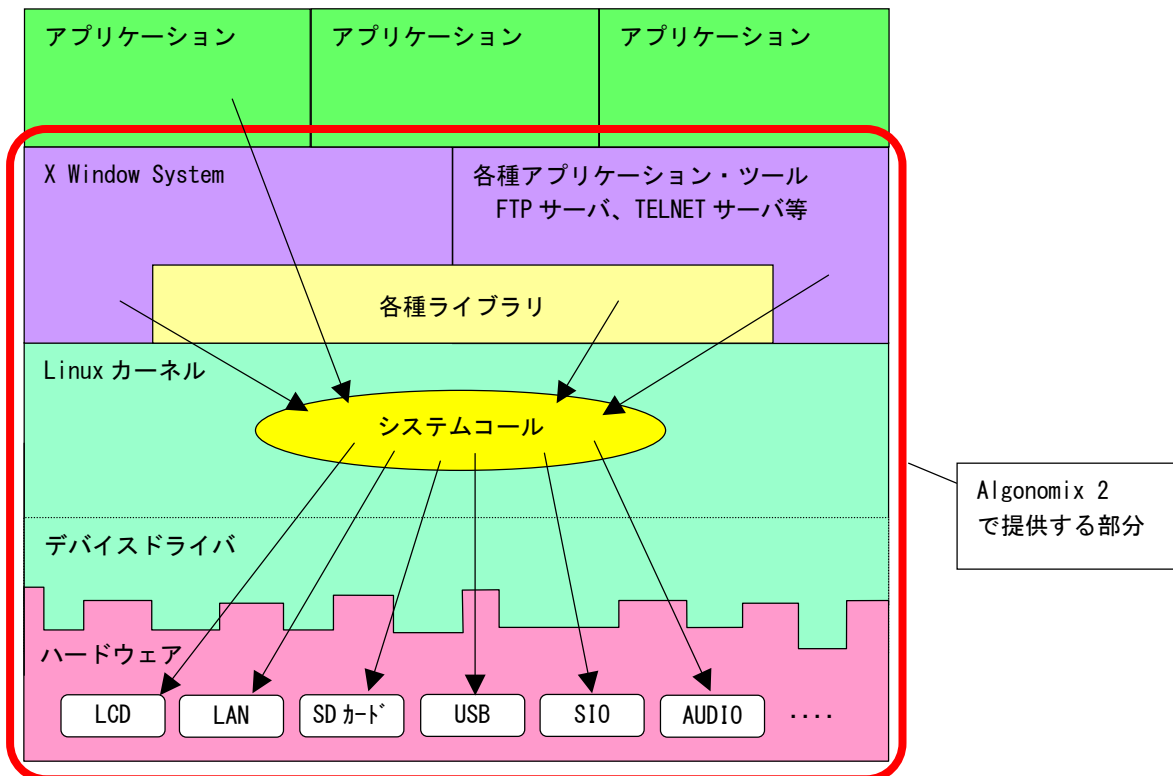 アプリケーション
アプリケーション
アプリケーション
X Window System
各種アプリケーション・ツール
FTP サーバ、TELNET サーバ等
各種ライブラリ
Linux カーネル
システムコール
デバイスドライバ
ハードウェア
LCD
LAN
SD ｶｰﾄﾞ
USB
SIO
AUDIO
‥‥
Algonomix 2
で提供する部分